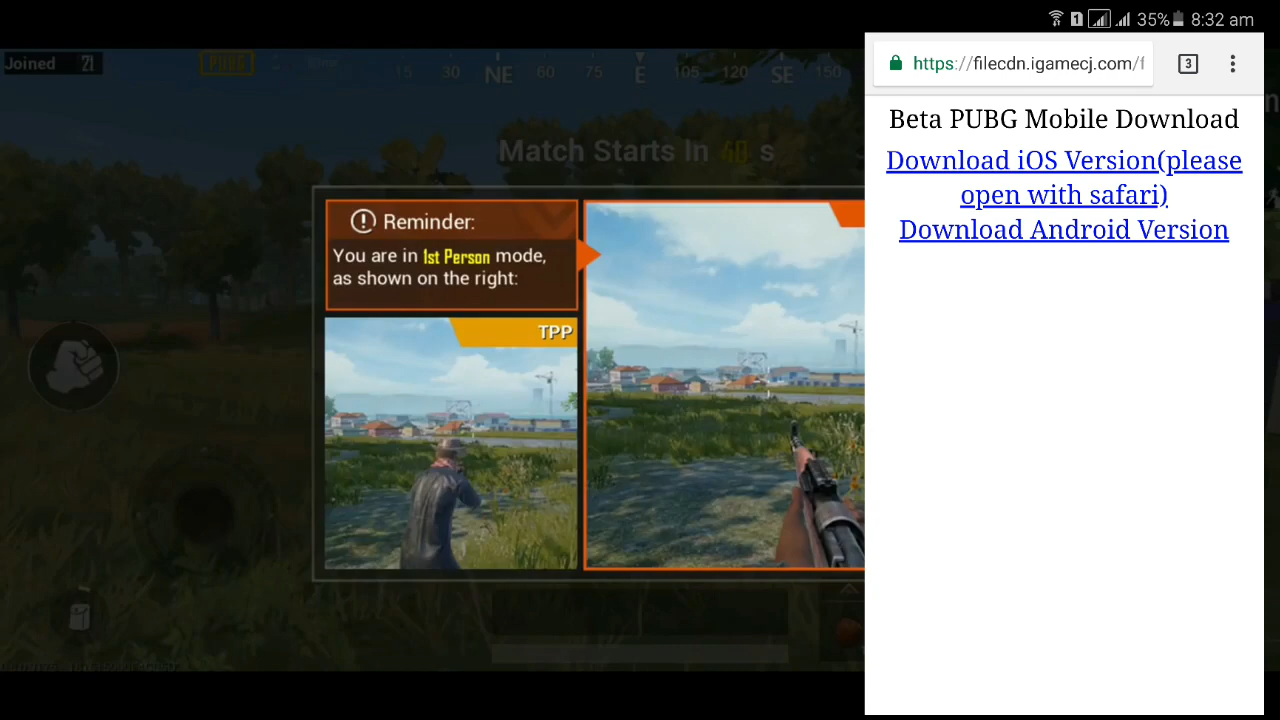 35% 8:32 am
Joined 21
PUBG
15 30 NE 60 75 E 105 120 SE 150
Match Starts In 40 s
Reminder:
You are in 1st Person mode,
as shown on the right:
TPP
https://filecdn.igamecj.com/f
3
Beta PUBG Mobile Download
Download iOS Version(please
open with safari)
Download Android Version